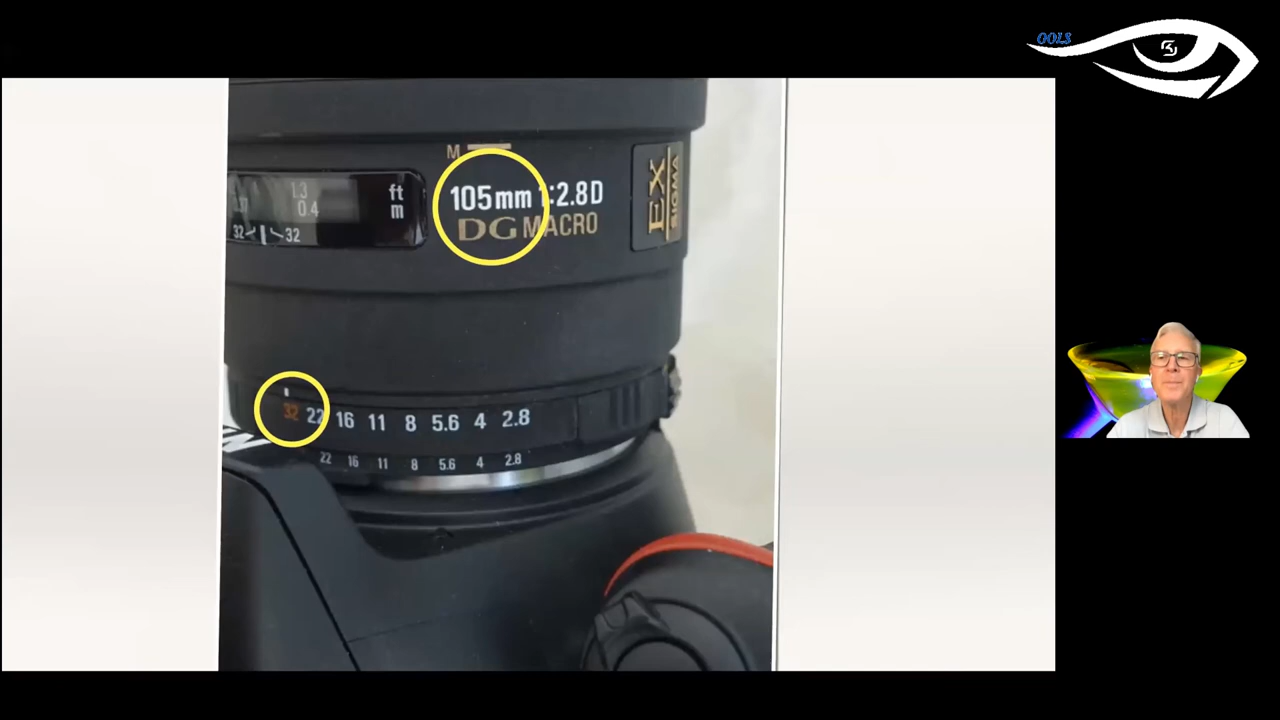 OOLS
M
105mm 1:2.8D
DG MACRO
EX
SIGMA
1.3 ft
0.4 m
32 32
32 22 16 11 8 5.6 4 2.8
22 16 11 8 5.6 4 2.8